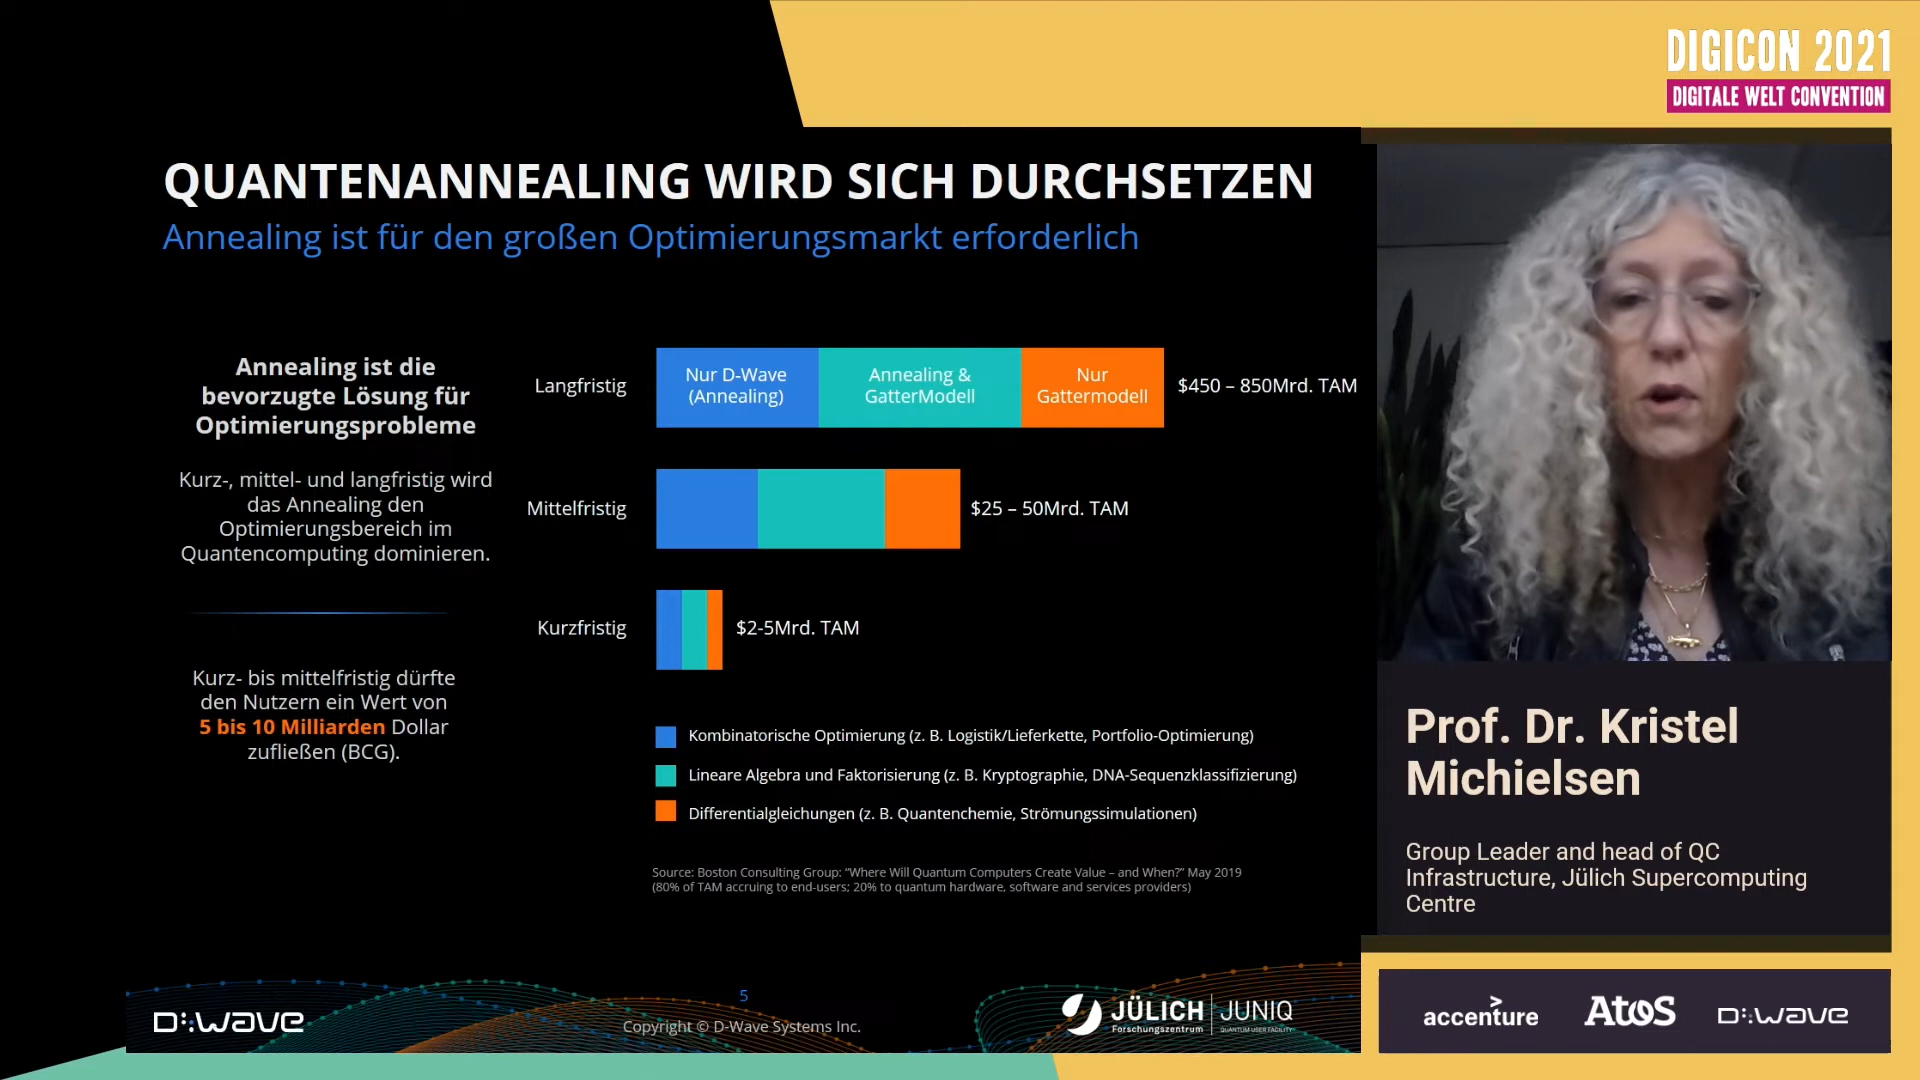 DIGICON 2021
DIGITALE WELT CONVENTION
QUANTENANNEALING WIRD SICH DURCHSETZEN
Annealing ist für den großen Optimierungsmarkt erforderlich
Annealing ist die
bevorzugte Lösung für
Optimierungsprobleme
Kurz-, mittel- und langfristig wird
das Annealing den
Optimierungsbereich im
Quantencomputing dominieren.
Kurz- bis mittelfristig dürfte
den Nutzern ein Wert von
5 bis 10 Milliarden Dollar
zufließen (BCG).
Langfristig
Nur D-Wave
(Annealing)
Annealing &
GatterModell
Nur
Gattermodell
$450 – 850Mrd. TAM
Mittelfristig
$25 – 50Mrd. TAM
Kurzfristig
$2-5Mrd. TAM
Kombinatorische Optimierung (z. B. Logistik/Lieferkette, Portfolio-Optimierung)
Lineare Algebra und Faktorisierung (z. B. Kryptographie, DNA-Sequenzklassifizierung)
Differentialgleichungen (z. B. Quantenchemie, Strömungssimulationen)
Source: Boston Consulting Group: “Where Will Quantum Computers Create Value – and When?” May 2019
(80% of TAM accruing to end-users; 20% to quantum hardware, software and services providers)
D:wave
5
Copyright © D-Wave Systems Inc.
JÜLICH
Forschungszentrum
JUNIQ
QUANTUM USER FACILITY
Prof. Dr. Kristel
Michielsen
Group Leader and head of QC
Infrastructure, Jülich Supercomputing
Centre
accenture
Atos
D:wave